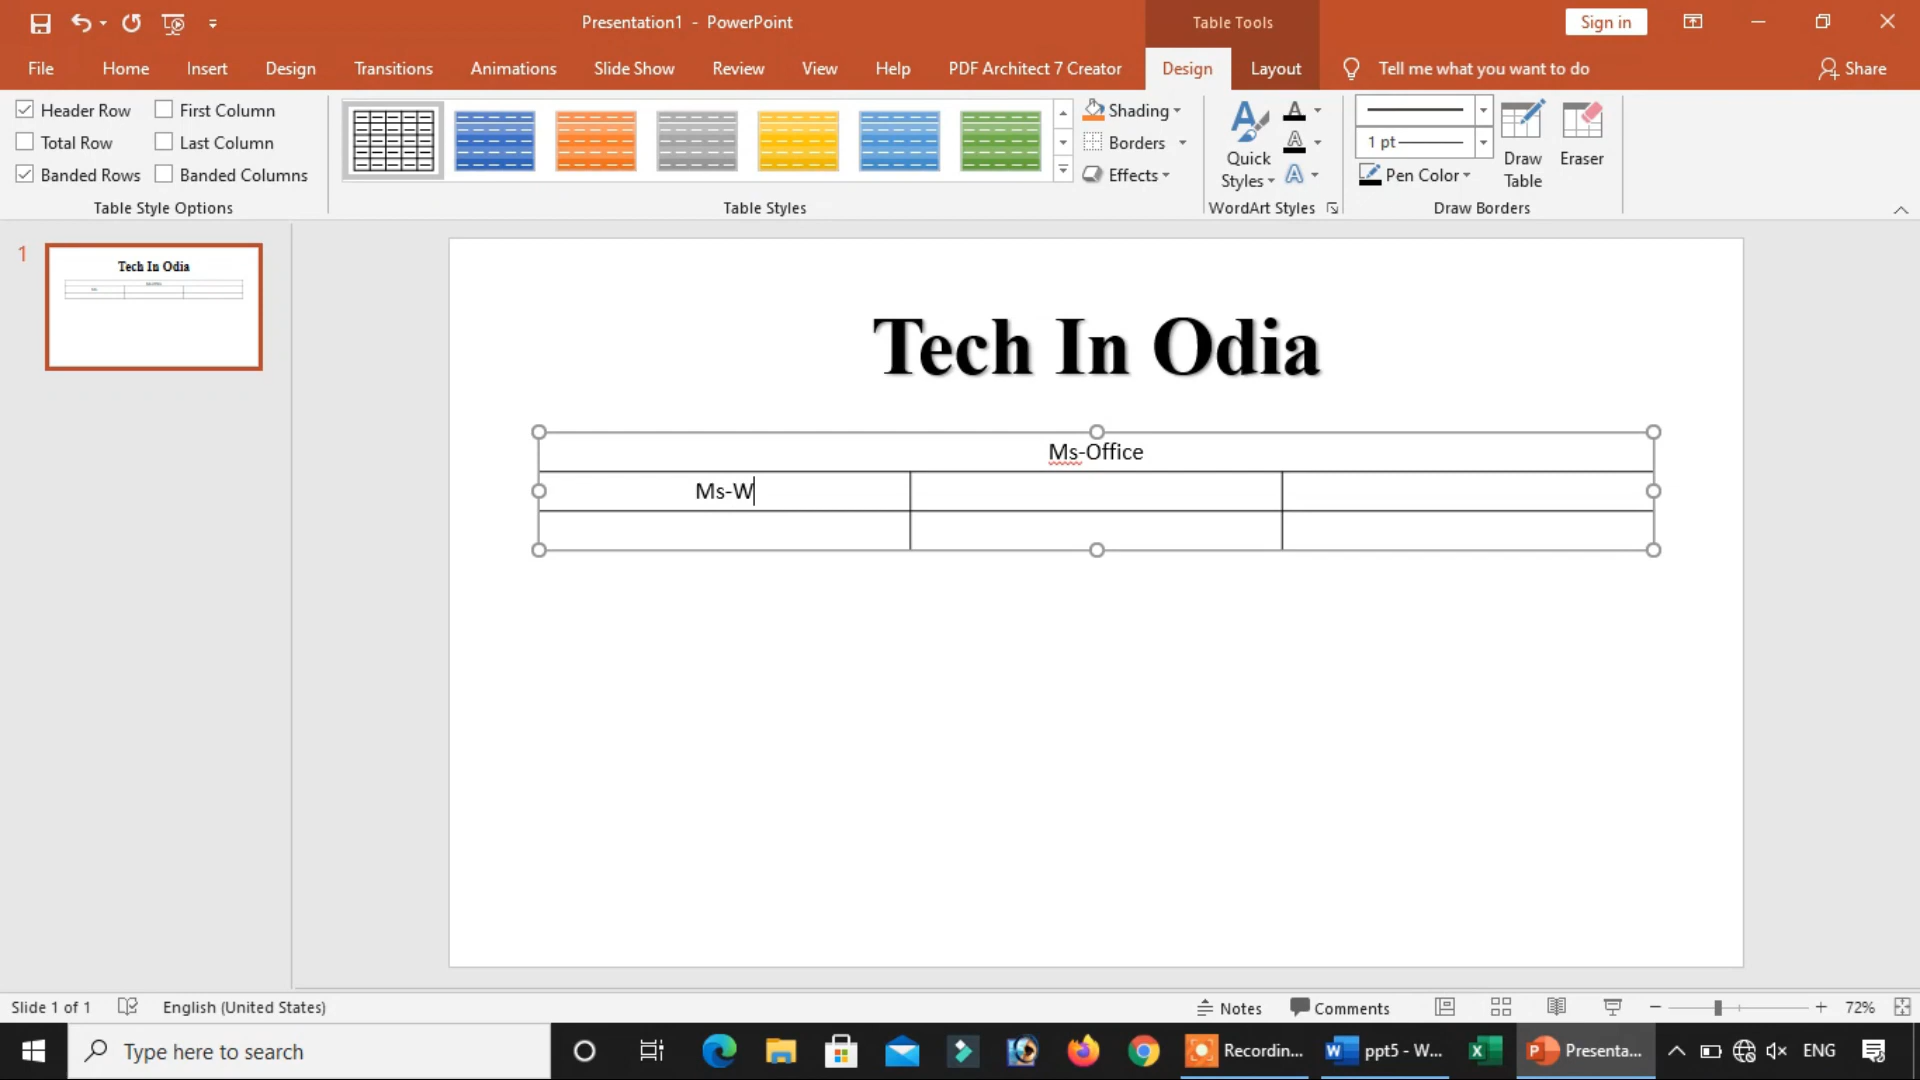 Presentation1 - PowerPoint
Table Tools
Sign in
File Home Insert Design Transitions Animations Slide Show Review View Help PDF Architect 7 Creator Design Layout Tell me what you want to do Share
Header Row First Column
Total Row Last Column
Banded Rows Banded Columns
Table Style Options
Table Styles
Shading
Borders
Effects
Quick Styles
WordArt Styles
1 pt
Pen Color
Draw Table
Eraser
Draw Borders
1
Tech In Odia
Tech In Odia
Ms-Office
Ms-W
Slide 1 of 1 English (United States) Notes Comments 72%
Type here to search
Recordin...
ppt5 - W...
Presenta...
ENG